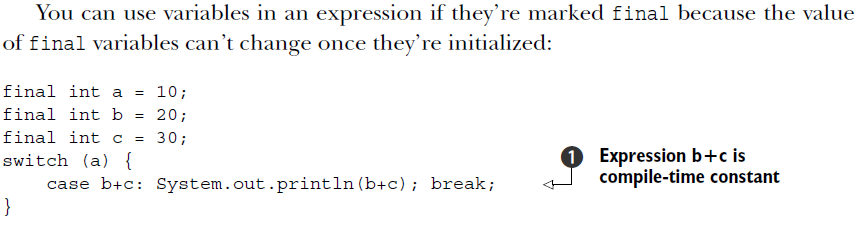 You can use variables in an expression if they're marked final because the value
of final variables can't change once they're initialized:
final int a = 10;
final int b = 20;
final int c = 30;
switch (a) {
    case b+c: System.out.println(b+c); break;
}
1 Expression b+c is
compile-time constant